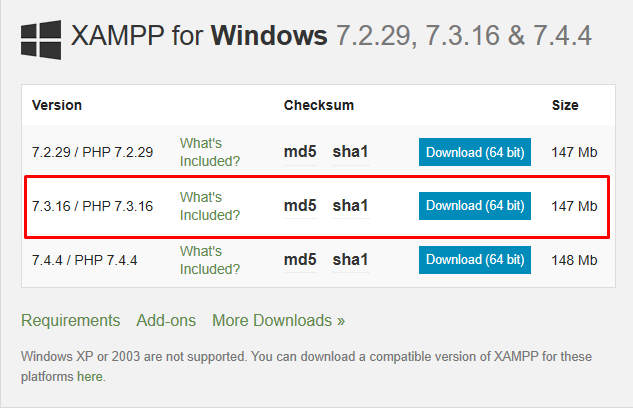 XAMPP for Windows 7.2.29, 7.3.16 & 7.4.4
Version Checksum Size
7.2.29 / PHP 7.2.29 What's Included? md5 sha1 Download (64 bit) 147 Mb
7.3.16 / PHP 7.3.16 What's Included? md5 sha1 Download (64 bit) 147 Mb
7.4.4 / PHP 7.4.4 What's Included? md5 sha1 Download (64 bit) 148 Mb
Requirements Add-ons More Downloads »
Windows XP or 2003 are not supported. You can download a compatible version of XAMPP for these
platforms here.